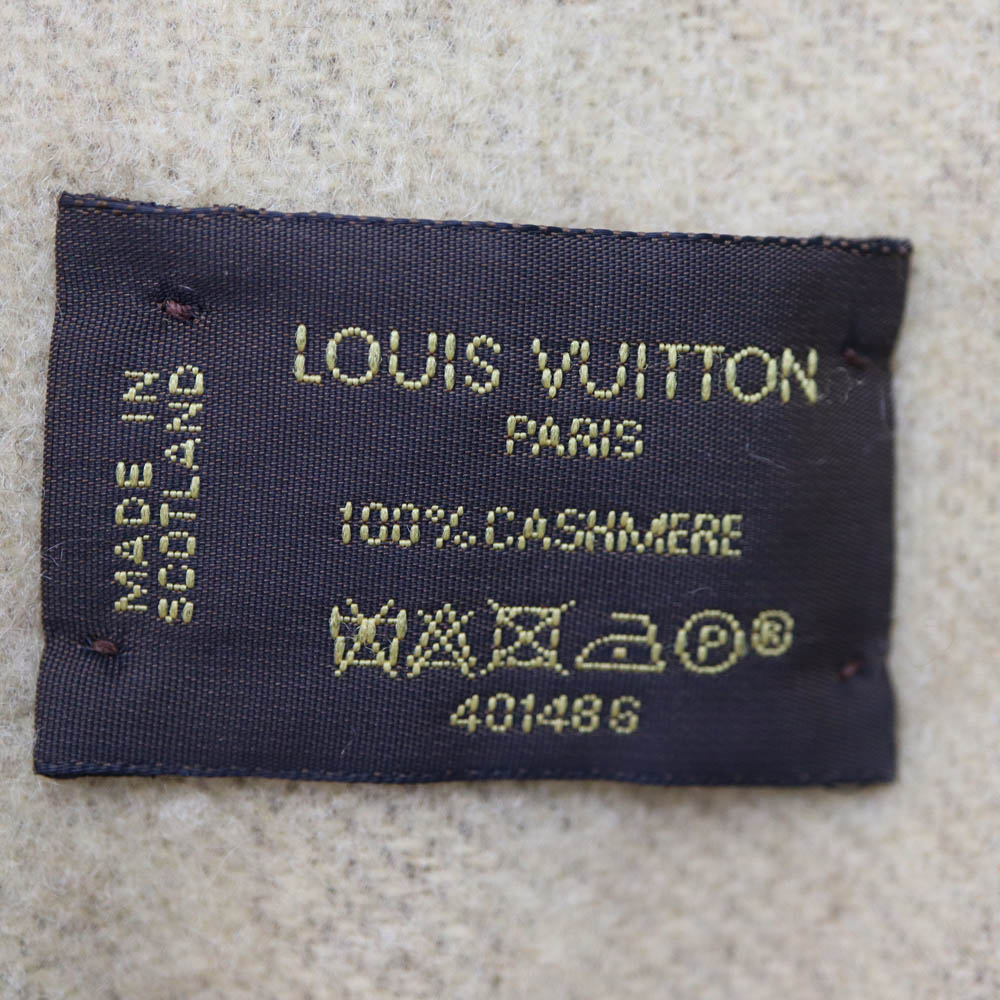 LOUIS VUITTON
PARIS
100% CASHMERE
P ®
401486
MADE IN
SCOTLAND